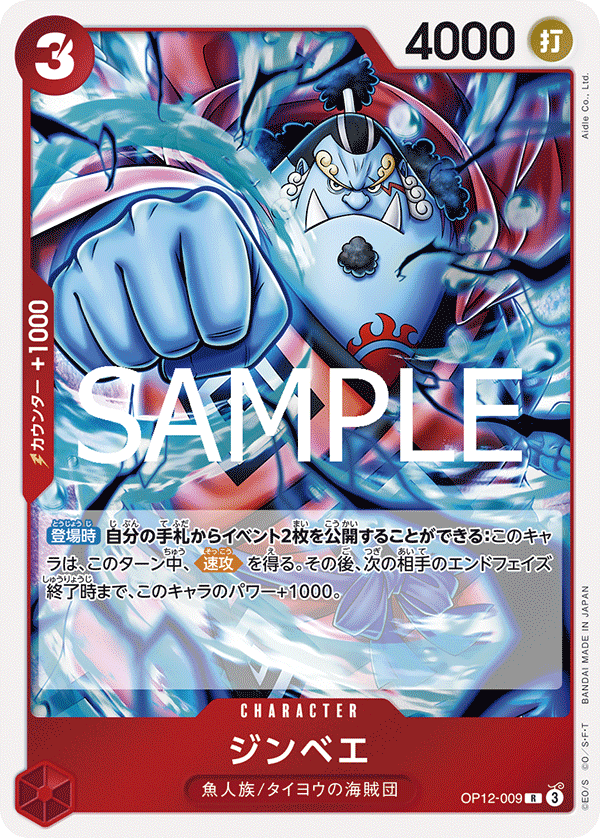 3
4000
打
Aidle Co., Ltd.
カウンター +1000
SAMPLE
登場時 自分の手札からイベント2枚を公開することができる:このキャ
ラは、このターン中、速攻を得る。その後、次の相手のエンドフェイズ
終了時まで、このキャラのパワー+1000。
CHARACTER
ジンベエ
魚人族/タイヨウの海賊団
OP12-009 R 3
©E.O/S ©O/S・F・T BANDAI MADE IN JAPAN